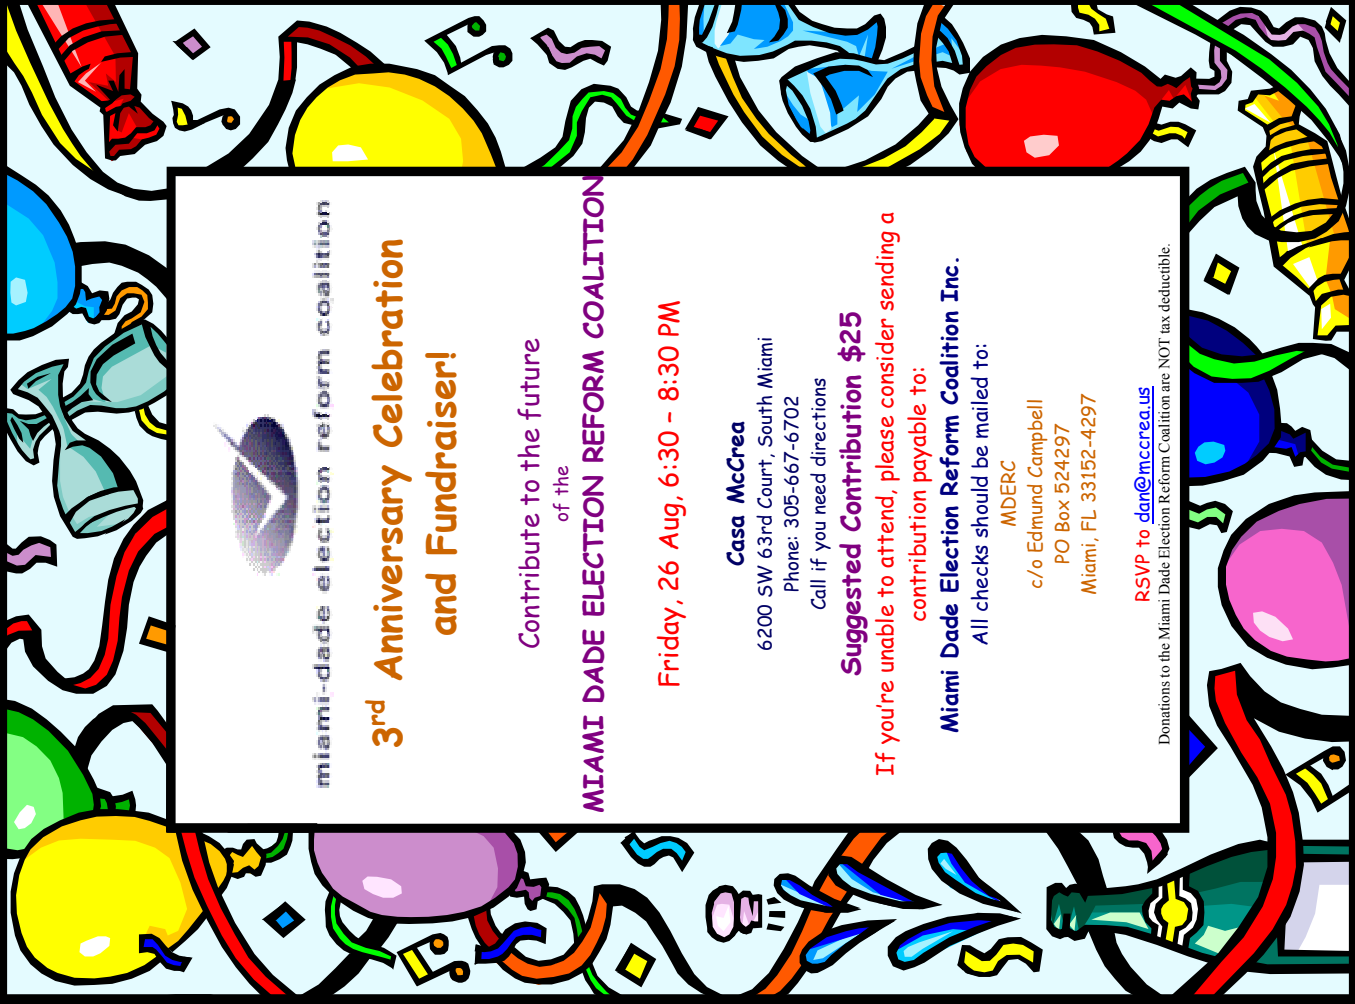 miami-dade election reform coalition
3rd Anniversary Celebration
and Fundraiser!
Contribute to the future
of the
MIAMI DADE ELECTION REFORM COALITION
Friday, 26 Aug, 6:30 – 8:30 PM
Casa McCrea
6200 SW 63rd Court, South Miami
Phone: 305-667-6702
Call if you need directions
Suggested Contribution $25
If you're unable to attend, please consider sending a
contribution payable to:
Miami Dade Election Reform Coalition Inc.
All checks should be mailed to:
MDERC
c/o Edmund Campbell
PO Box 524297
Miami, FL 33152-4297
RSVP to dan@mccrea.us
Donations to the Miami Dade Election Reform Coalition are NOT tax deductible.